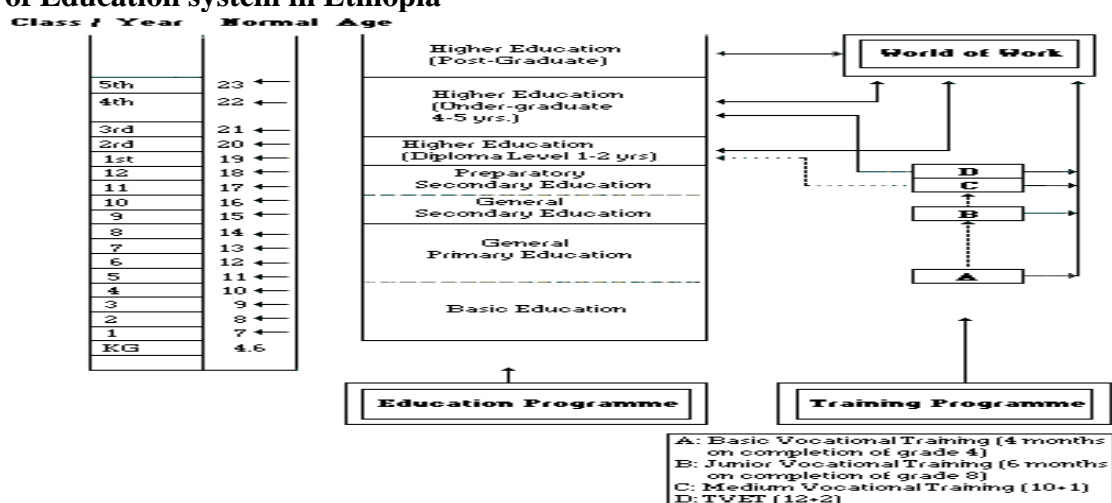 of Education system in Ethiopia
Class / Year Normal Age
5th 23
4th 22
3rd 21
2rd 20
1st 19
12 18
11 17
10 16
9 15
8 14
7 13
6 12
5 11
4 10
3 9
2 8
1 7
KG 4.6
Higher Education
(Post-Graduate)
Higher Education
(Under-graduate
4-5 yrs.)
Higher Education
(Diploma Level 1-2 yrs)
Preparatory
Secondary Education
General
Secondary Education
General
Primary Education
Basic Education
Education Programme
World of Work
D
C
B
A
Training Programme
A: Basic Vocational Training (4 months
on completion of grade 4)
B: Junior Vocational Training (6 months
on completion of grade 8)
C: Medium Vocational Training (10+1)
D: TVET (12+2)